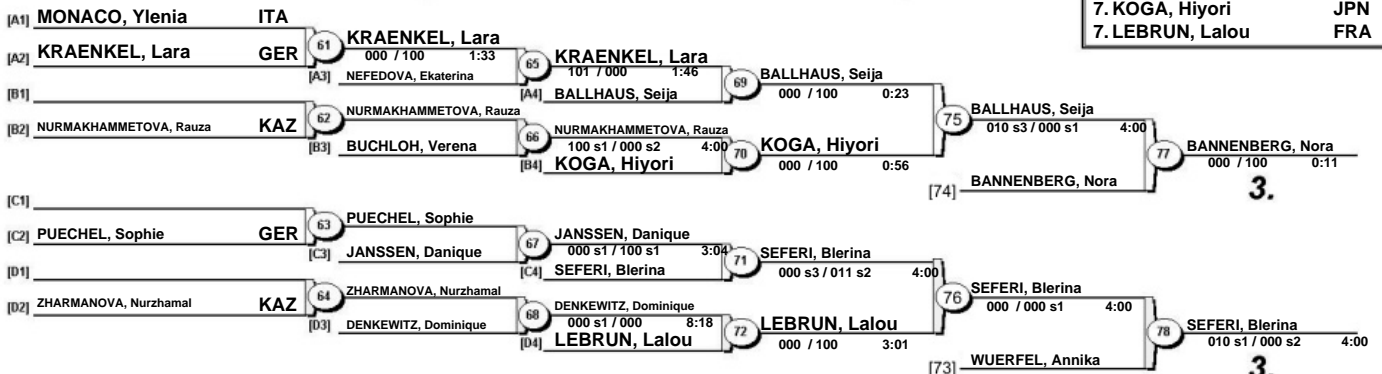 7. KOGA, Hiyori JPN
7. LEBRUN, Lalou FRA
[A1] MONACO, Ylenia ITA
[A2] KRAENKEL, Lara GER
61
KRAENKEL, Lara
000 / 100 1:33
[A3] NEFEDOVA, Ekaterina
65
KRAENKEL, Lara
101 / 000 1:46
[A4] BALLHAUS, Seija
69
BALLHAUS, Seija
000 / 100 0:23
[B1]
[B2] NURMAKHAMMETOVA, Rauza KAZ
62
NURMAKHAMMETOVA, Rauza
[B3] BUCHLOH, Verena
66
NURMAKHAMMETOVA, Rauza
100 s1 / 000 s2 4:00
[B4] KOGA, Hiyori
70
KOGA, Hiyori
000 / 100 0:56
75
BALLHAUS, Seija
010 s3 / 000 s1 4:00
[74] BANNENBERG, Nora
77
BANNENBERG, Nora
000 / 100 0:11
3.
[C1]
[C2] PUECHEL, Sophie GER
63
PUECHEL, Sophie
[C3] JANSSEN, Danique
67
JANSSEN, Danique
000 s1 / 100 s1 3:04
[C4] SEFERI, Blerina
71
SEFERI, Blerina
000 s3 / 011 s2 4:00
[D1]
[D2] ZHARMANOVA, Nurzhamal KAZ
64
ZHARMANOVA, Nurzhamal
[D3] DENKEWITZ, Dominique
68
DENKEWITZ, Dominique
000 s1 / 000 8:18
[D4] LEBRUN, Lalou
72
LEBRUN, Lalou
000 / 100 3:01
76
SEFERI, Blerina
000 / 000 s1 4:00
[73] WUERFEL, Annika
78
SEFERI, Blerina
010 s1 / 000 s2 4:00
3.